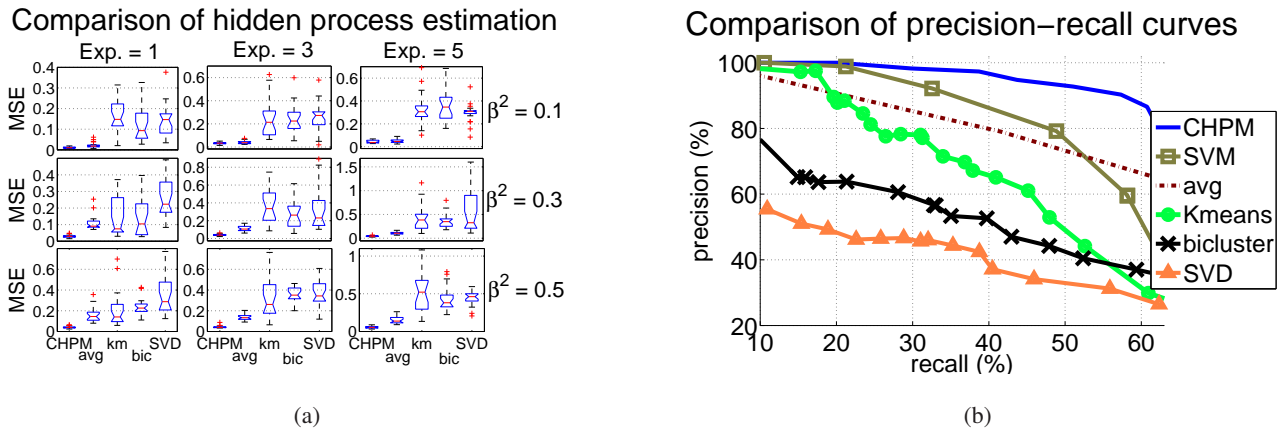 Comparison of hidden process estimation
Exp. = 1 Exp. = 3 Exp. = 5
MSE
0.4
0.3
0.2
0.1
0
0.6
0.4
0.2
0
0.6
0.4
0.2
0
β² = 0.1
MSE
0.4
0.3
0.2
0.1
0
0.8
0.6
0.4
0.2
0
1.5
1
0.5
0
β² = 0.3
MSE
0.6
0.4
0.2
0
0.8
0.6
0.4
0.2
0
1
0.5
0
β² = 0.5
CHPM avg km bic SVD
CHPM avg km bic SVD
CHPM avg km bic SVD
(a)
Comparison of precision−recall curves
precision (%)
100
80
60
40
20
10 20 30 40 50 60
recall (%)
CHPM
SVM
avg
Kmeans
bicluster
SVD
(b)